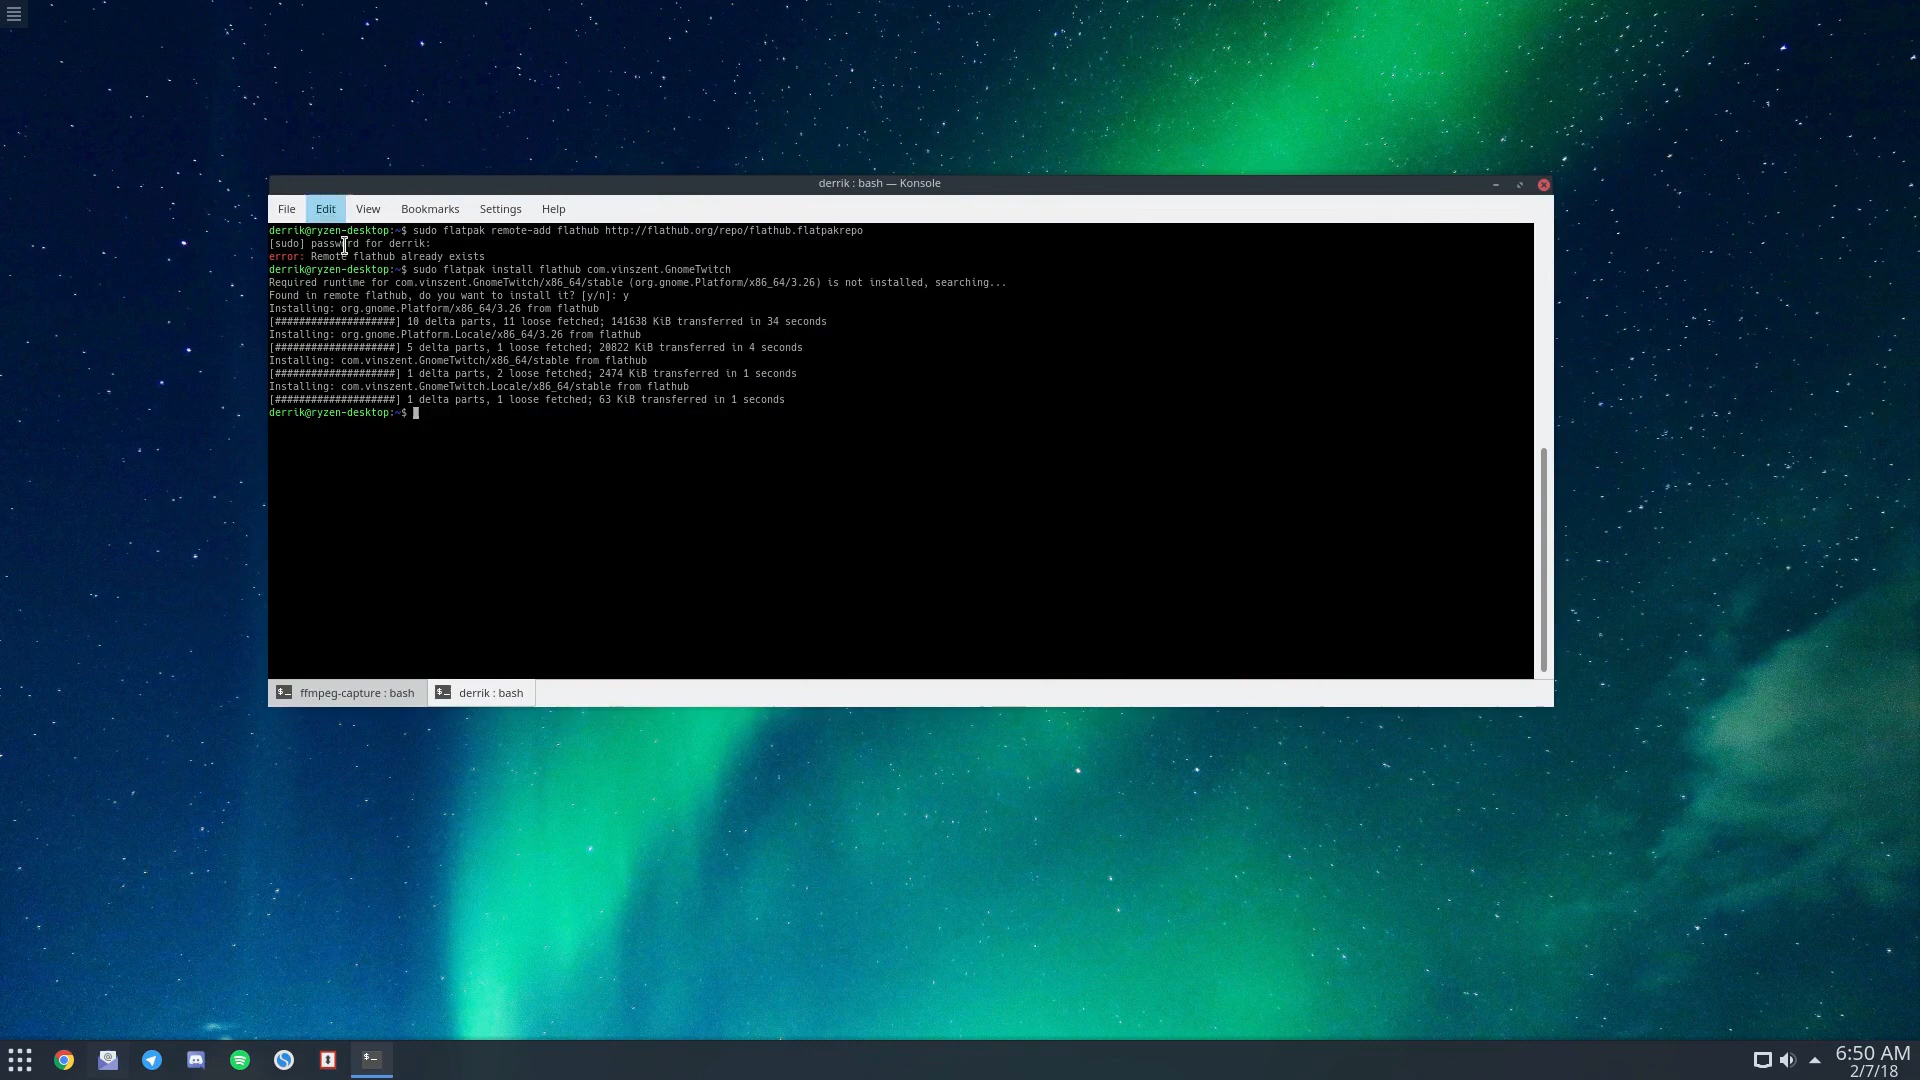 derrik : bash — Konsole
File Edit View Bookmarks Settings Help
derrik@ryzen-desktop:~$ sudo flatpak remote-add flathub http://flathub.org/repo/flathub.flatpakrepo
[sudo] password for derrik:
error: Remote flathub already exists
derrik@ryzen-desktop:~$ sudo flatpak install flathub com.vinszent.GnomeTwitch
Required runtime for com.vinszent.GnomeTwitch/x86_64/stable (org.gnome.Platform/x86_64/3.26) is not installed, searching...
Found in remote flathub, do you want to install it? [y/n]: y
Installing: org.gnome.Platform/x86_64/3.26 from flathub
[####################] 10 delta parts, 11 loose fetched; 141638 KiB transferred in 34 seconds
Installing: org.gnome.Platform.Locale/x86_64/3.26 from flathub
[####################] 5 delta parts, 1 loose fetched; 20822 KiB transferred in 4 seconds
Installing: com.vinszent.GnomeTwitch/x86_64/stable from flathub
[####################] 1 delta parts, 2 loose fetched; 2474 KiB transferred in 1 seconds
Installing: com.vinszent.GnomeTwitch.Locale/x86_64/stable from flathub
[####################] 1 delta parts, 1 loose fetched; 63 KiB transferred in 1 seconds
derrik@ryzen-desktop:~$
ffmpeg-capture : bash derrik : bash
6:50 AM
2/7/18